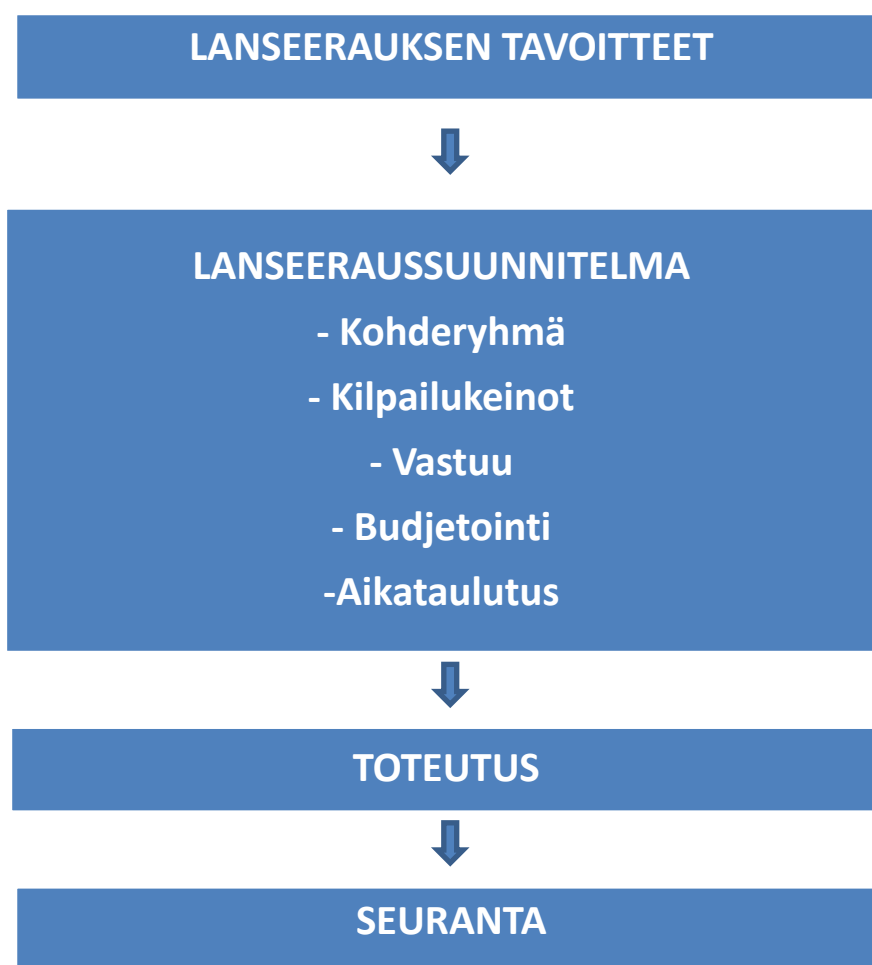 LANSEERAUKSEN TAVOITTEET
LANSEERAUSSUUNNITELMA
- Kohderyhmä
- Kilpailukeinot
- Vastuu
- Budjetointi
-Aikataulutus
TOTEUTUS
SEURANTA